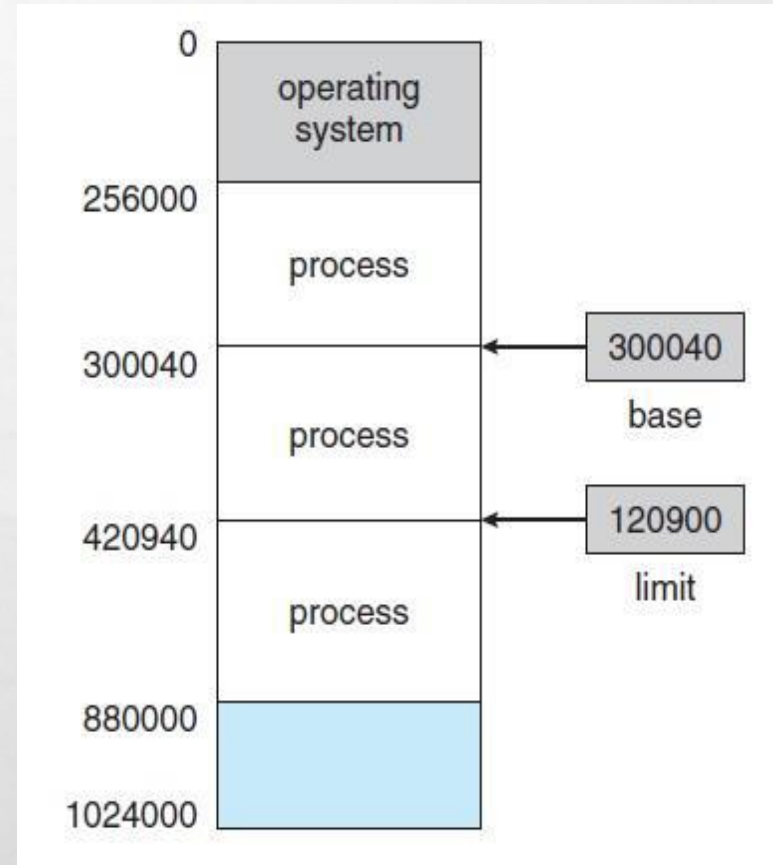 0
operating
system
256000
process
300040
300040
base
process
120900
420940
limit
process
880000
1024000